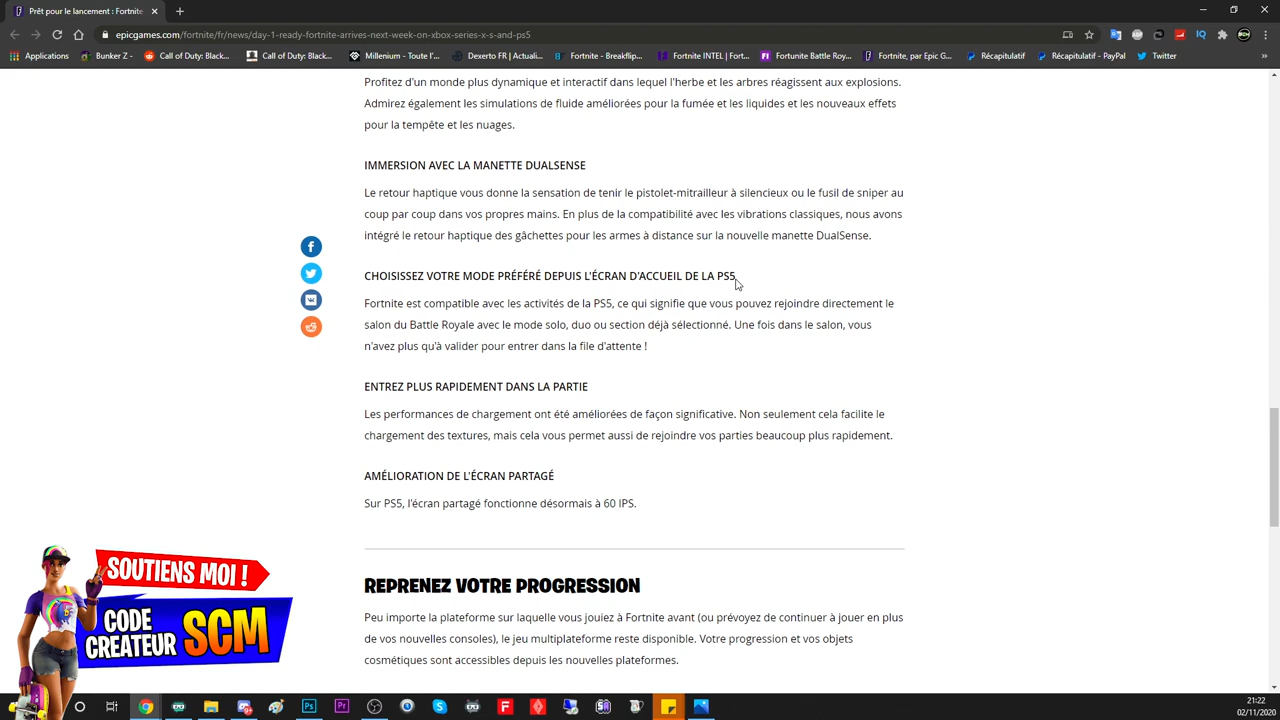 Prêt pour le lancement : Fortnite
epicgames.com/fortnite/fr/news/day-1-ready-fortnite-arrives-next-week-on-xbox-series-x-s-and-ps5
Applications
Bunker Z -
Call of Duty: Black...
Call of Duty: Black...
Millenium - Toute l'...
Dexerto FR | Actuali...
Fortnite - Breakflip...
Fortnite INTEL | Fort...
Fortunite Battle Roy...
Fortnite, par Epic G...
Récapitulatif
Récapitulatif - PayPal
Twitter
»
Profitez d'un monde plus dynamique et interactif dans lequel l'herbe et les arbres réagissent aux explosions.
Admirez également les simulations de fluide améliorées pour la fumée et les liquides et les nouveaux effets
pour la tempête et les nuages.
IMMERSION AVEC LA MANETTE DUALSENSE
Le retour haptique vous donne la sensation de tenir le pistolet-mitrailleur à silencieux ou le fusil de sniper au
coup par coup dans vos propres mains. En plus de la compatibilité avec les vibrations classiques, nous avons
intégré le retour haptique des gâchettes pour les armes à distance sur la nouvelle manette DualSense.
CHOISISSEZ VOTRE MODE PRÉFÉRÉ DEPUIS L'ÉCRAN D'ACCUEIL DE LA PS5
Fortnite est compatible avec les activités de la PS5, ce qui signifie que vous pouvez rejoindre directement le
salon du Battle Royale avec le mode solo, duo ou section déjà sélectionné. Une fois dans le salon, vous
n'avez plus qu'à valider pour entrer dans la file d'attente !
ENTREZ PLUS RAPIDEMENT DANS LA PARTIE
Les performances de chargement ont été améliorées de façon significative. Non seulement cela facilite le
chargement des textures, mais cela vous permet aussi de rejoindre vos parties beaucoup plus rapidement.
AMÉLIORATION DE L'ÉCRAN PARTAGÉ
Sur PS5, l'écran partagé fonctionne désormais à 60 IPS.
REPRENEZ VOTRE PROGRESSION
Peu importe la plateforme sur laquelle vous jouiez à Fortnite avant (ou prévoyez de continuer à jouer en plus
de vos nouvelles consoles), le jeu multiplateforme reste disponible. Votre progression et vos objets
cosmétiques sont accessibles depuis les nouvelles plateformes.
SOUTIENS MOI !
CODE
CREATEUR SCM
21:22
02/11/2020